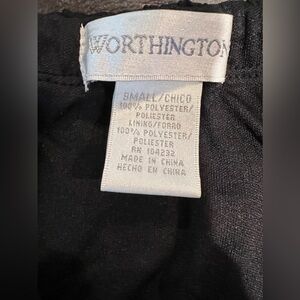 WORTHINGTON
SMALL/CHICO
100% POLYESTER/
POLIESTER
LINING/FORRO
100% POLYESTER/
POLIESTER
RN 104232
MADE IN CHINA
HECHO EN CHINA